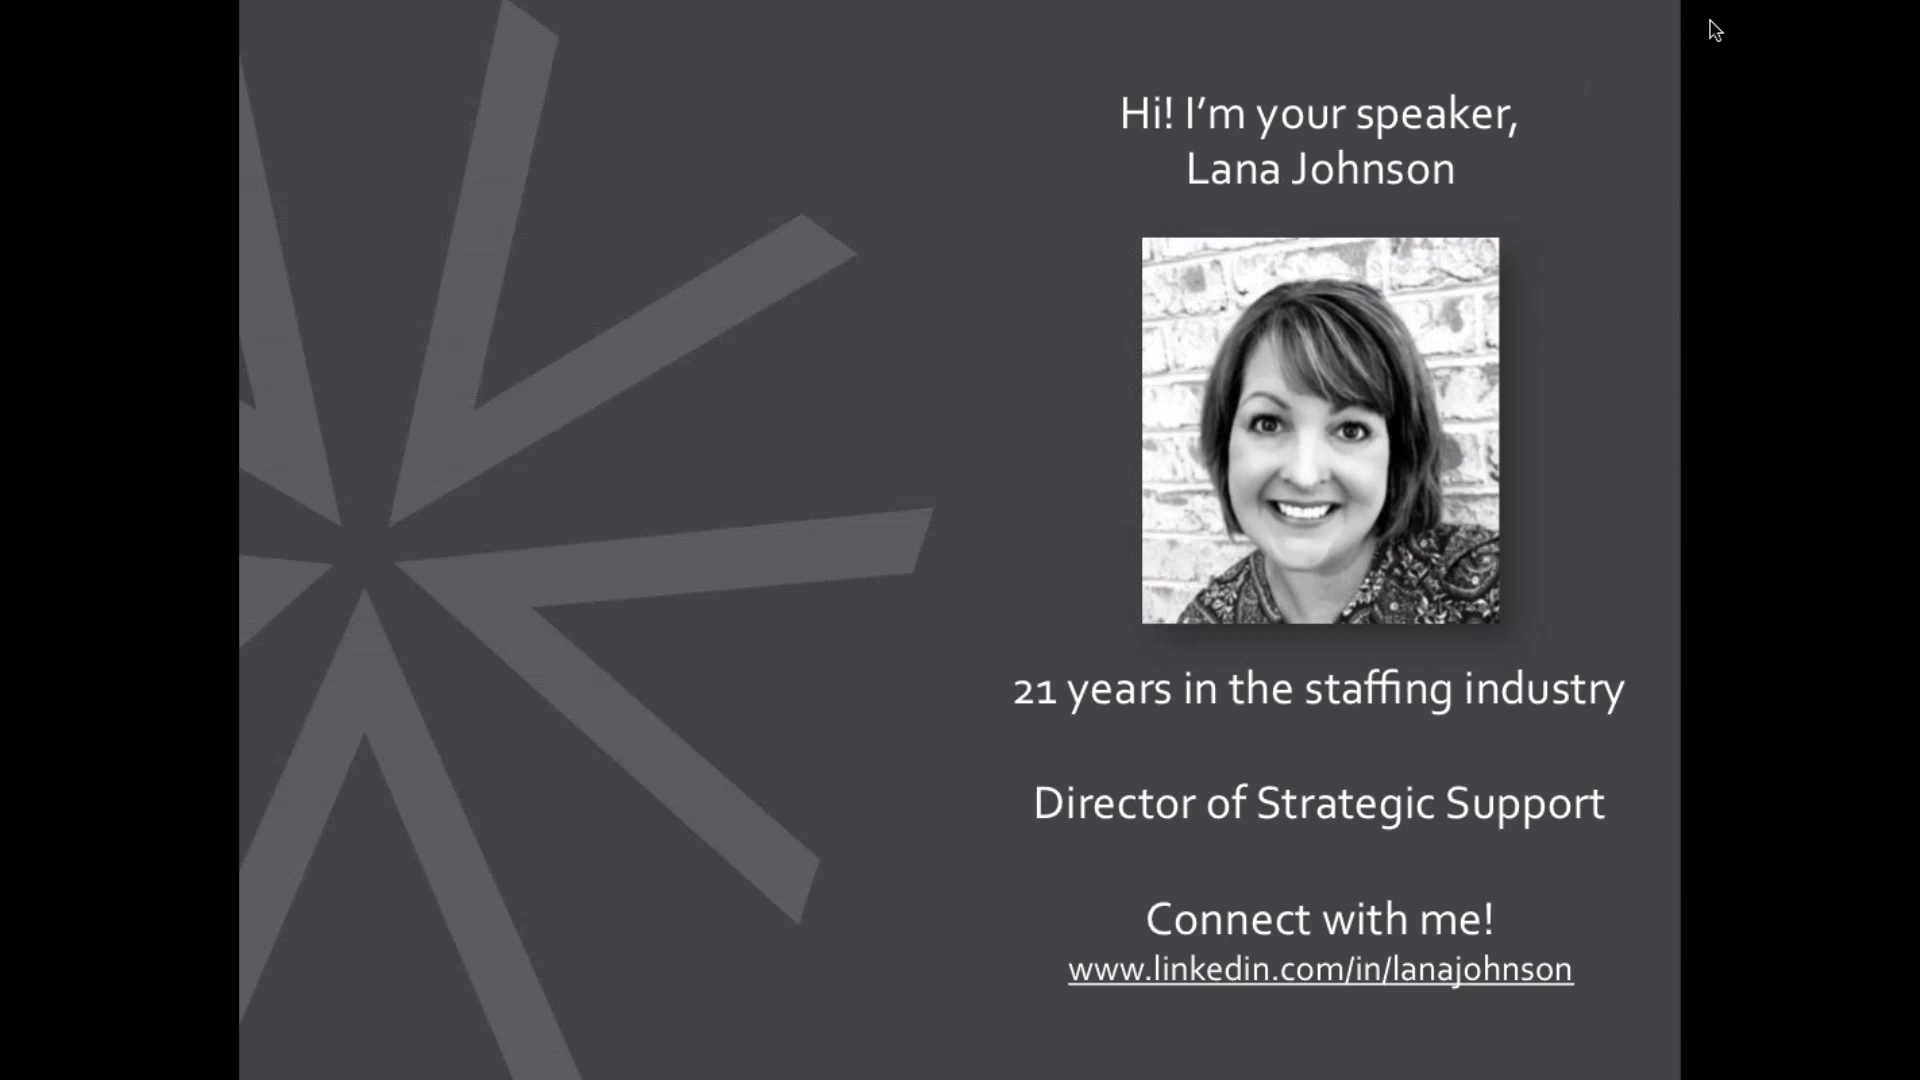 Hi! I’m your speaker,
Lana Johnson
21 years in the staffing industry
Director of Strategic Support
Connect with me!
www.linkedin.com/in/lanajohnson